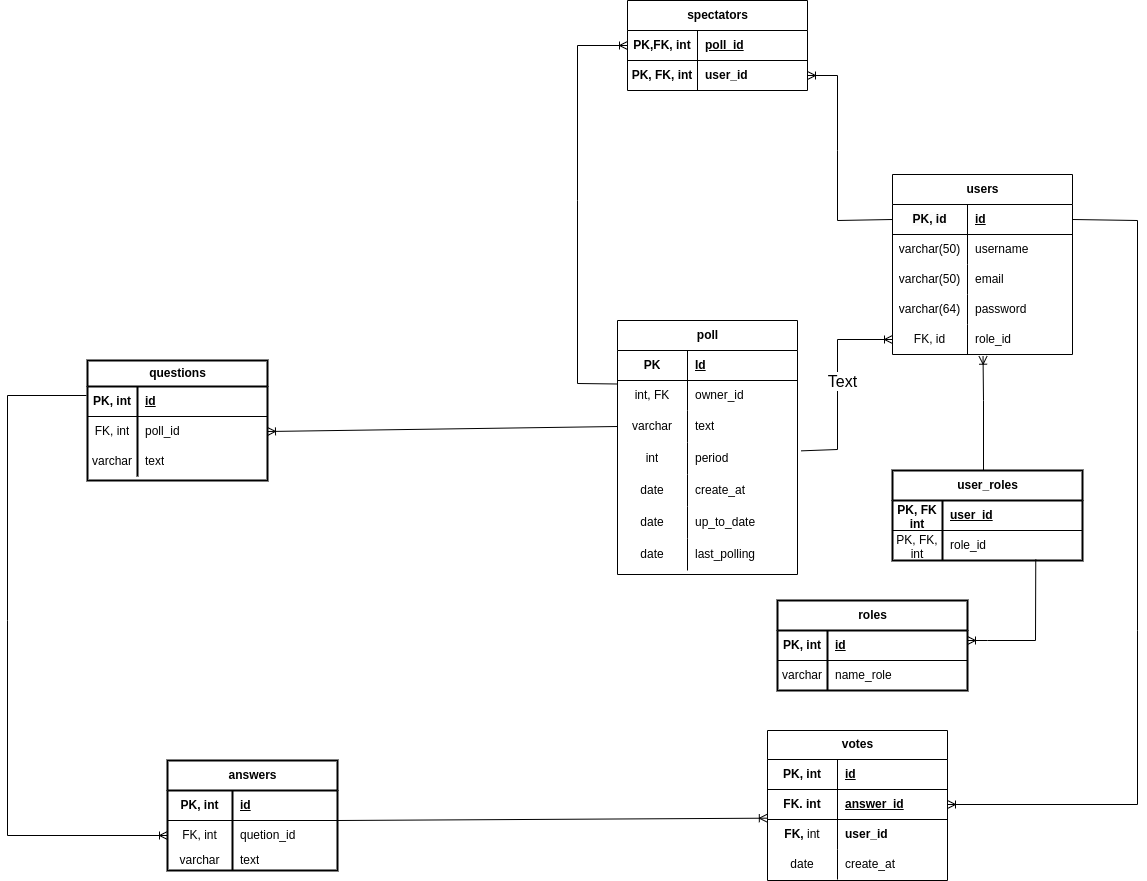 spectators
PK,FK, int poll_id
PK, FK, int user_id
users
PK, id id
varchar(50) username
varchar(50) email
varchar(64) password
FK, id role_id
poll
PK Id
int, FK owner_id
varchar text
int period
date create_at
date up_to_date
date last_polling
Text
questions
PK, int id
FK, int poll_id
varchar text
user_roles
PK, FK
int
user_id
PK, FK,
int
role_id
roles
PK, int id
varchar name_role
votes
PK, int id
FK. int answer_id
FK, int user_id
date create_at
answers
PK, int id
FK, int quetion_id
varchar text